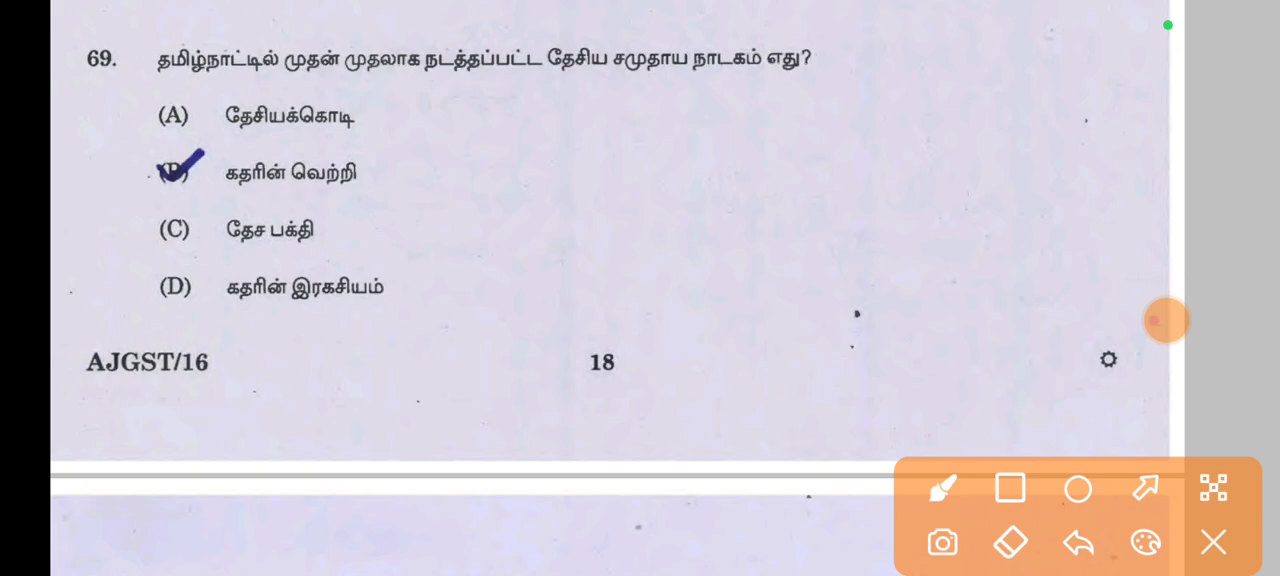 69. தமிழ்நாட்டில் முதன் முதலாக நடத்தப்பட்ட தேசிய சமுதாய நாடகம் எது?
(A) தேசியக்கொடி
(B) கதரின் வெற்றி
(C) தேச பக்தி
(D) கதரின் இரகசியம்
AJGST/16 18